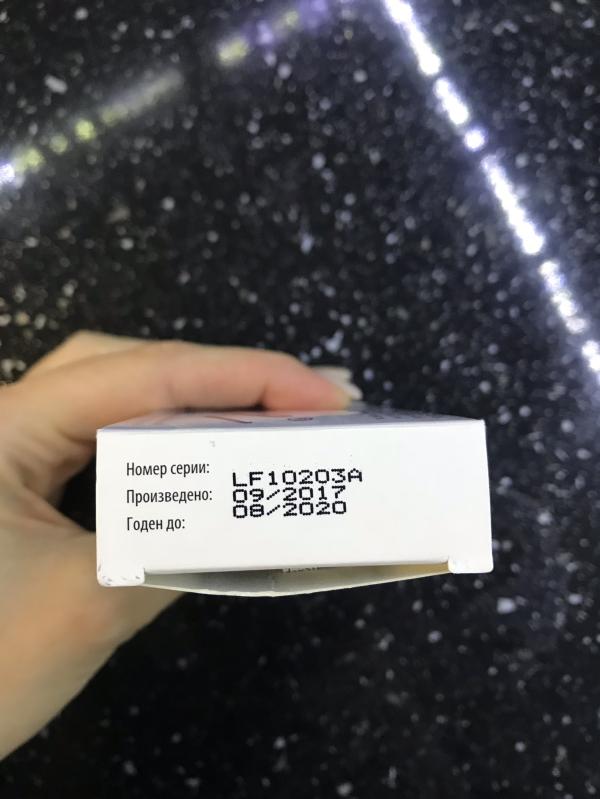 Номер серии: LF10203A
Произведено: 09/2017
Годен до: 08/2020